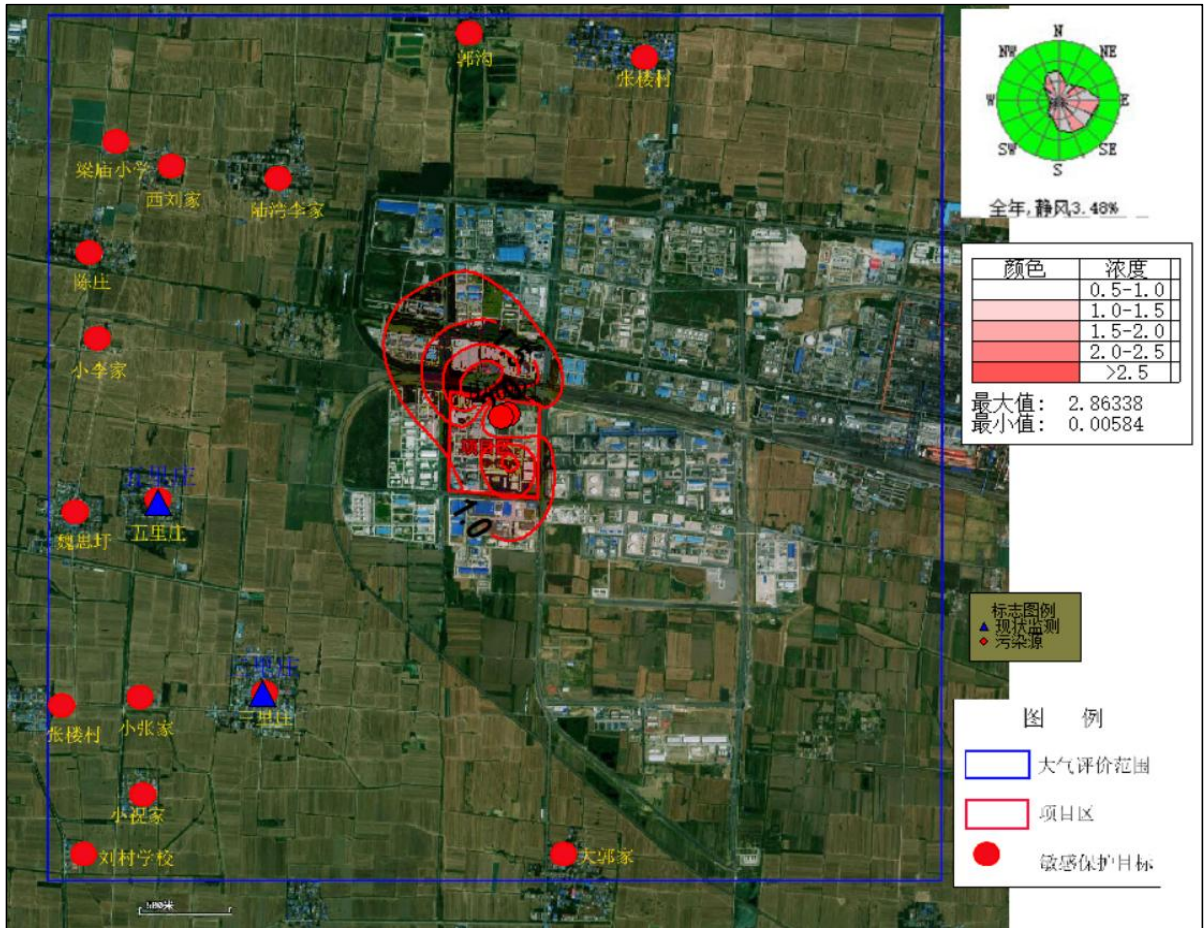 郭沟
张楼村
梁庙小学
西刘家
陆湾李家
陈庄
小李家
五里庄
魏思圩
五里庄
1.0
三里庄
张楼村
小张家
三里庄
小祝家
刘村学校
大郭家
N
NW
NE
W
E
SW
SE
S
全年,静风3.48%
颜色 浓度
0.5-1.0
1.0-1.5
1.5-2.0
2.0-2.5
>2.5
最大值: 2.86338
最小值: 0.00584
标志图例
现状监测
污染源
图 例
大气评价范围
项目区
敏感保护目标